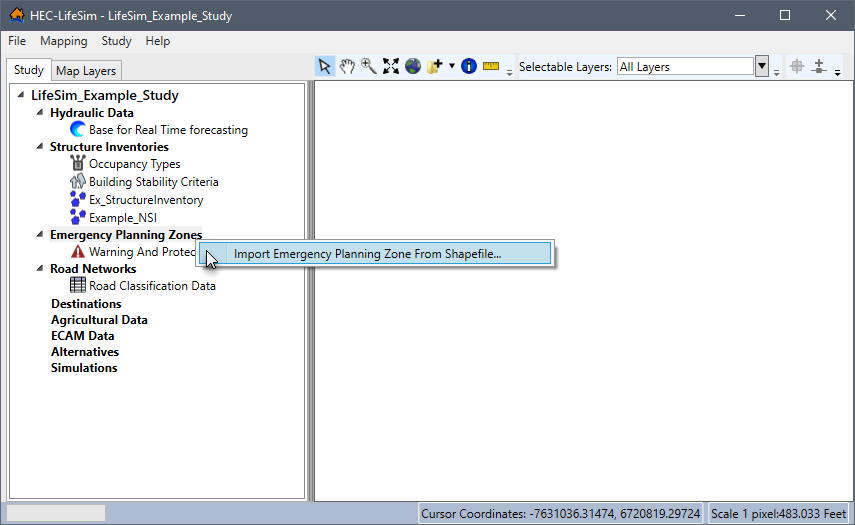 HEC-LifeSim - LifeSim_Example_Study
File Mapping Study Help
Study Map Layers
Selectable Layers: All Layers
LifeSim_Example_Study
Hydraulic Data
Base for Real Time forecasting
Structure Inventories
Occupancy Types
Building Stability Criteria
Ex_StructureInventory
Example_NSI
Emergency Planning Zones
Warning And Protec
Import Emergency Planning Zone From Shapefile...
Road Networks
Road Classification Data
Destinations
Agricultural Data
ECAM Data
Alternatives
Simulations
Cursor Coordinates: -7631036.31474, 6720819.29724 Scale 1 pixel:483.033 Feet